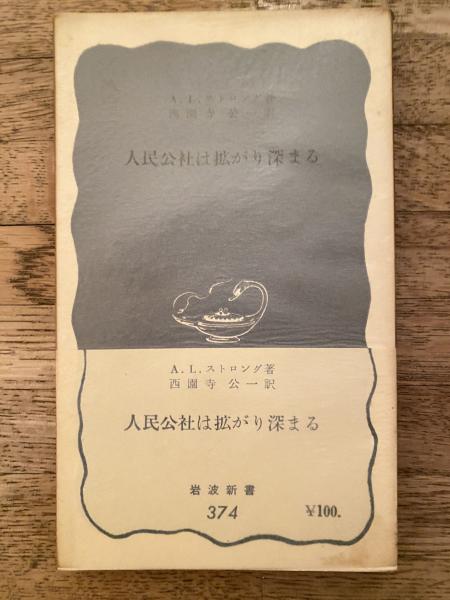 A. L. ストロング著
西園寺 公一訳
人民公社は拡がり深まる
A. L. ストロング著
西園寺 公一訳
人民公社は拡がり深まる
岩波新書
374
¥100.